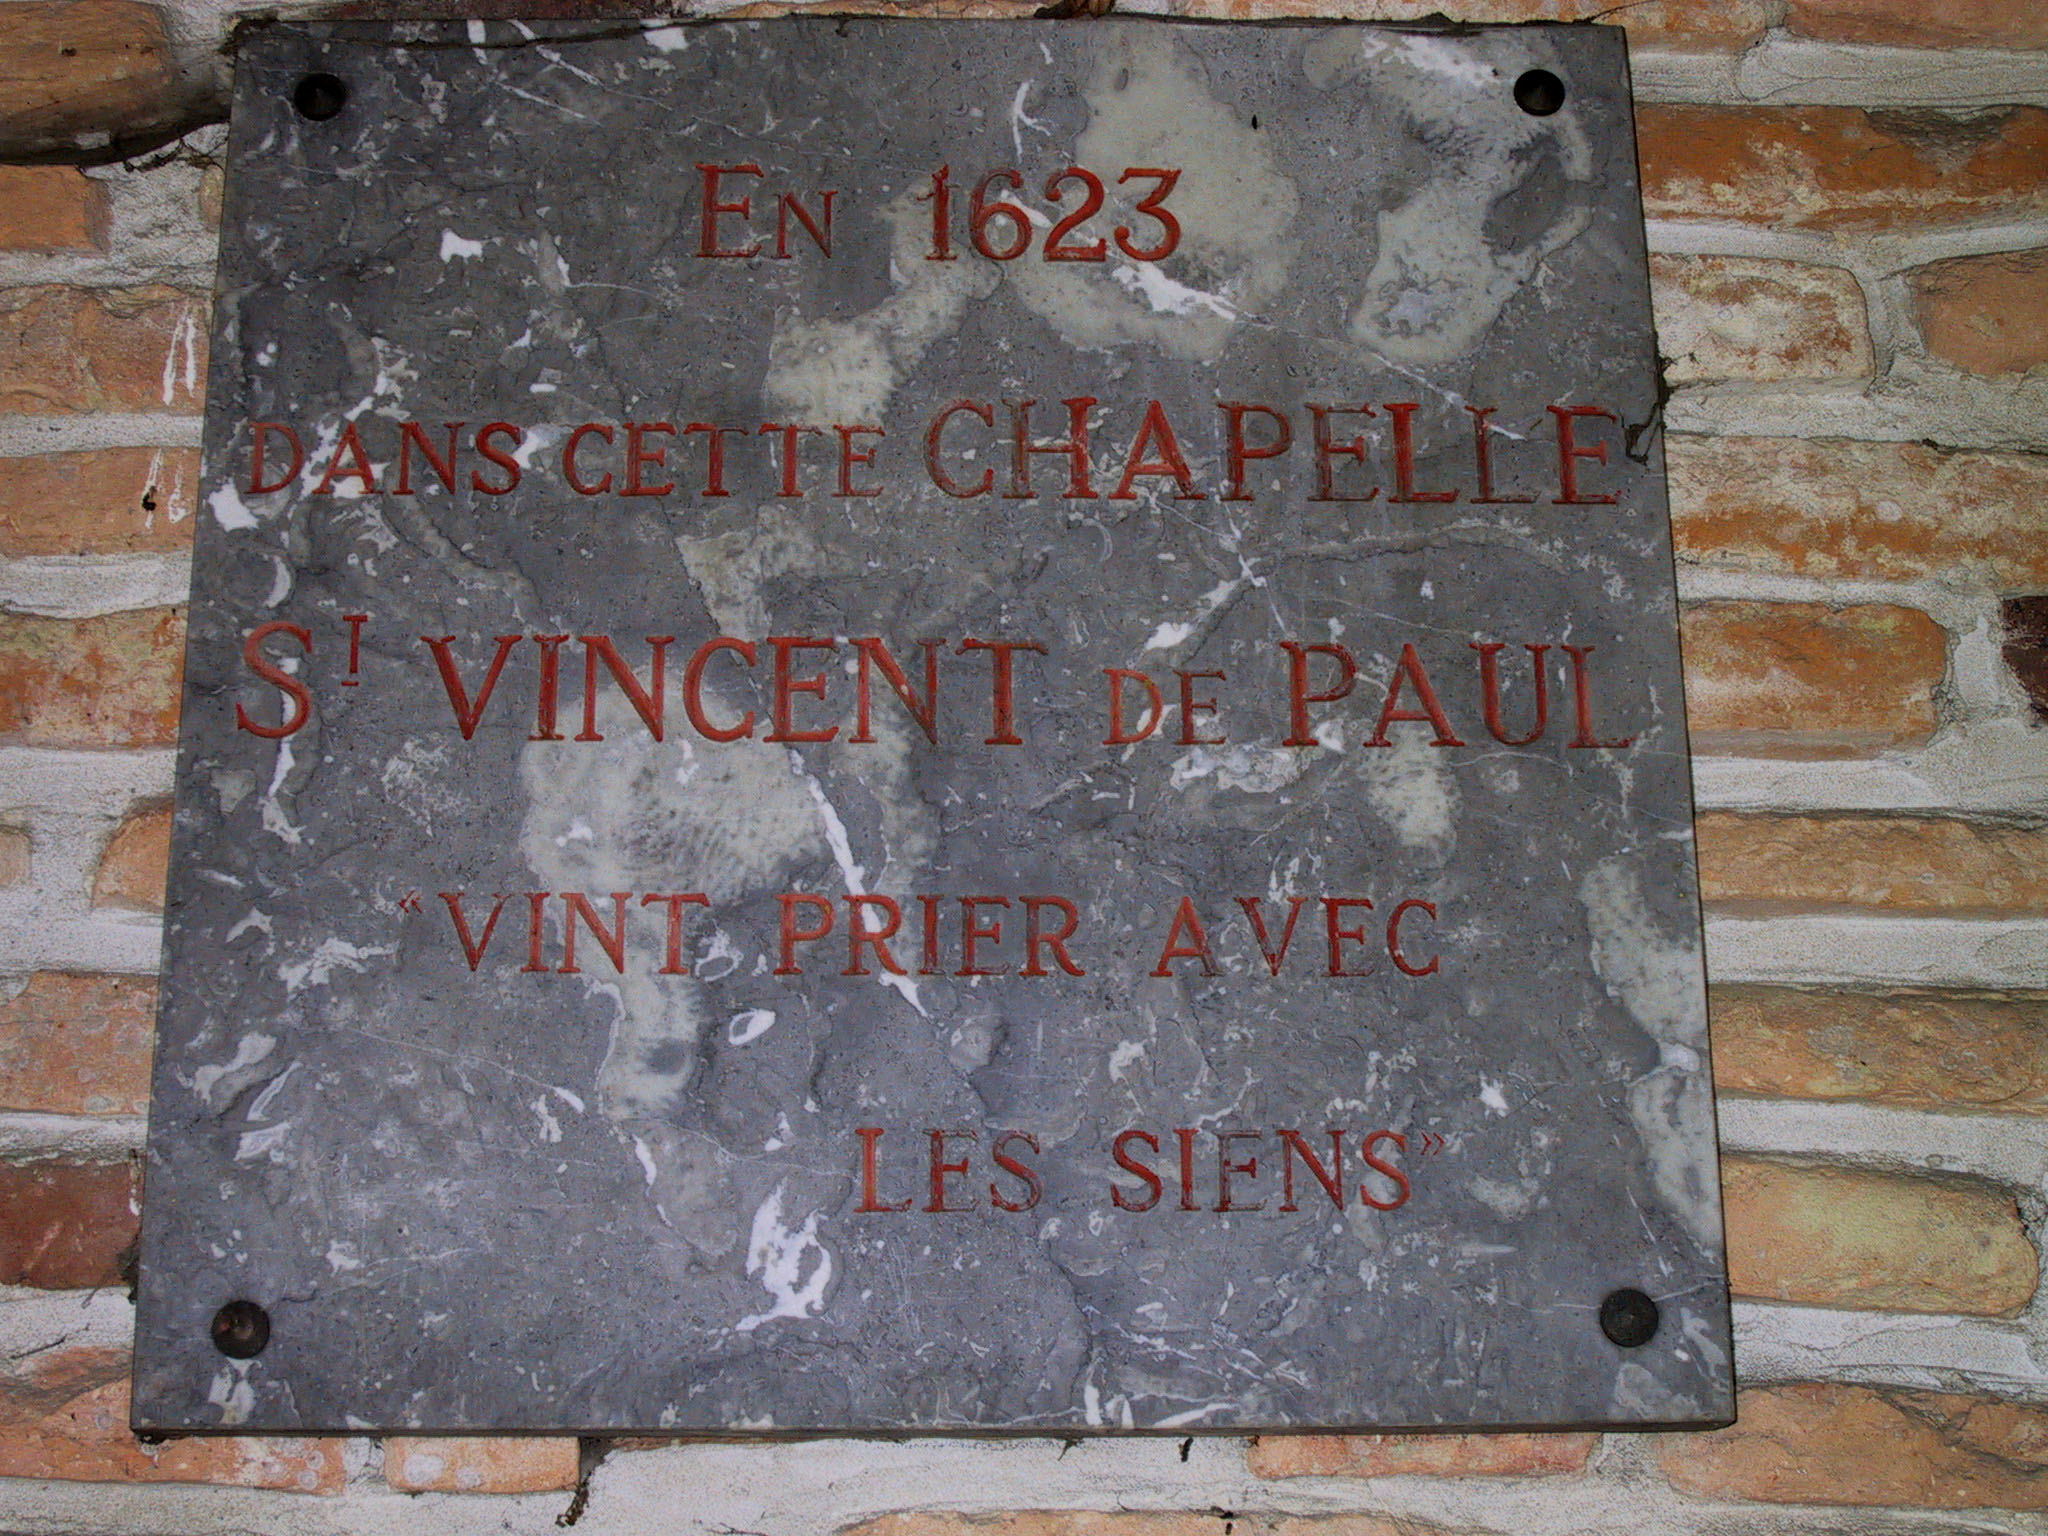 En 1623
DANS CETTE CHAPELLE
ST VINCENT DE PAUL
“VINT PRIER AVEC
LES SIENS”